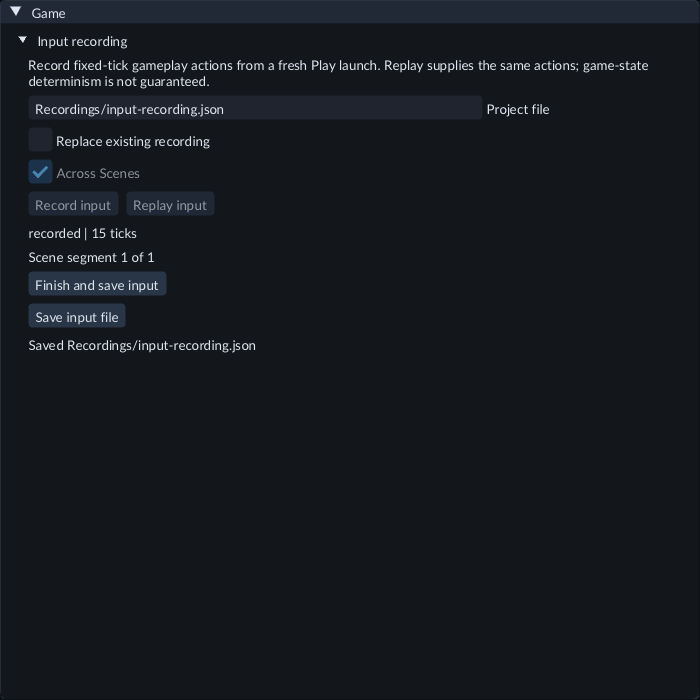 Game
Input recording
Record fixed-tick gameplay actions from a fresh Play launch. Replay supplies the same actions; game-state
determinism is not guaranteed.
Recordings/input-recording.json Project file
Replace existing recording
Across Scenes
Record input Replay input
recorded | 15 ticks
Scene segment 1 of 1
Finish and save input
Save input file
Saved Recordings/input-recording.json